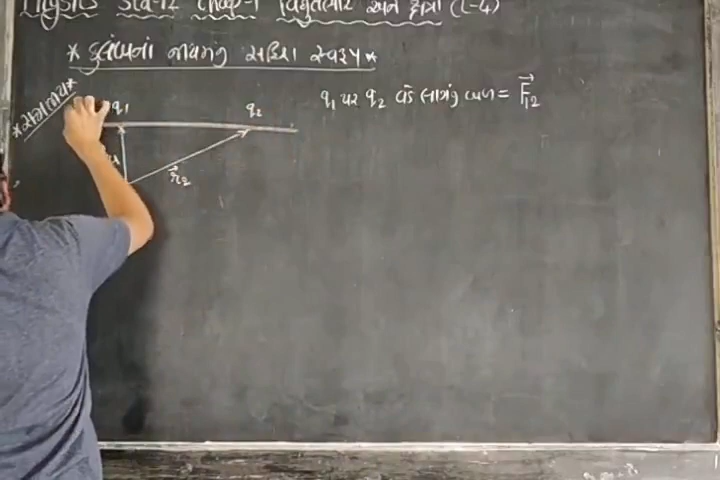 Physics Std-12 Chap-1 વિદ્યુતભાર અને ક્ષેત્રો (L-4)
* કુલંબના નિયમનું સદિશ સ્વરૂપ *
q₁ q₂
q₁ પર q₂ વડે લાગતું બળ = F⃗₁₂
r⃗₂